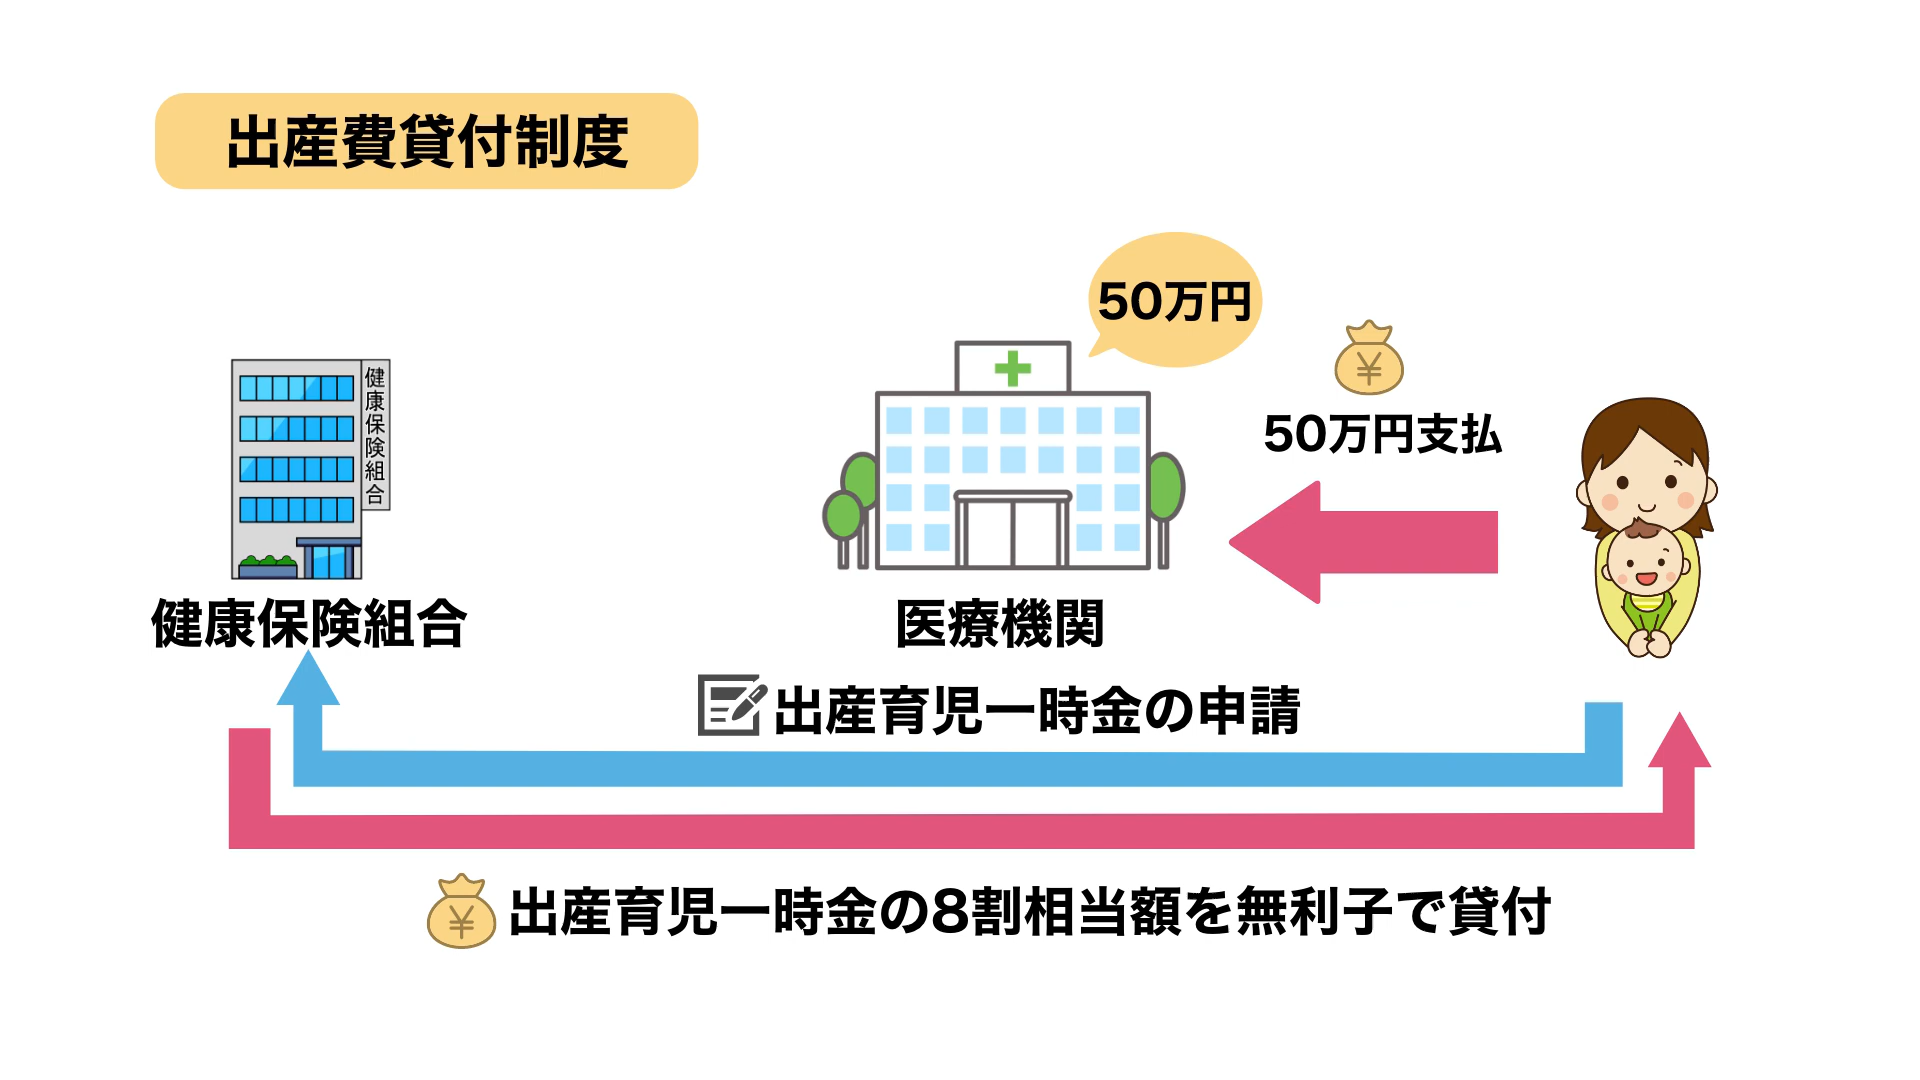 出産費貸付制度
50万円
50万円支払
健康保険組合
健康保険組合
医療機関
出産育児一時金の申請
出産育児一時金の8割相当額を無利子で貸付